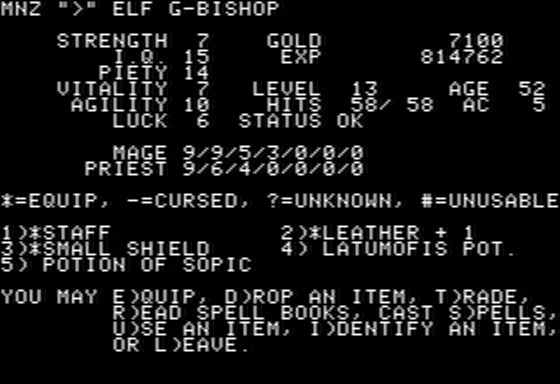 MNZ ">" ELF G-BISHOP
STRENGTH 7 GOLD 7100
I.Q. 15 EXP 814762
PIETY 14
VITALITY 7 LEVEL 13 AGE 52
AGILITY 10 HITS 58/ 58 AC 5
LUCK 6 STATUS OK
MAGE 9/9/5/3/0/0/0
PRIEST 9/6/4/0/0/0/0
*=EQUIP, -=CURSED, ?=UNKNOWN, #=UNUSABLE
1)*STAFF 2)*LEATHER + 1
3)*SMALL SHIELD 4) LATUMOFIS POT.
5) POTION OF SOPIC
YOU MAY E)QUIP, D)ROP AN ITEM, T)RADE,
R)EAD SPELL BOOKS, CAST S)PELLS,
U)SE AN ITEM, I)DENTIFY AN ITEM,
OR L)EAVE.